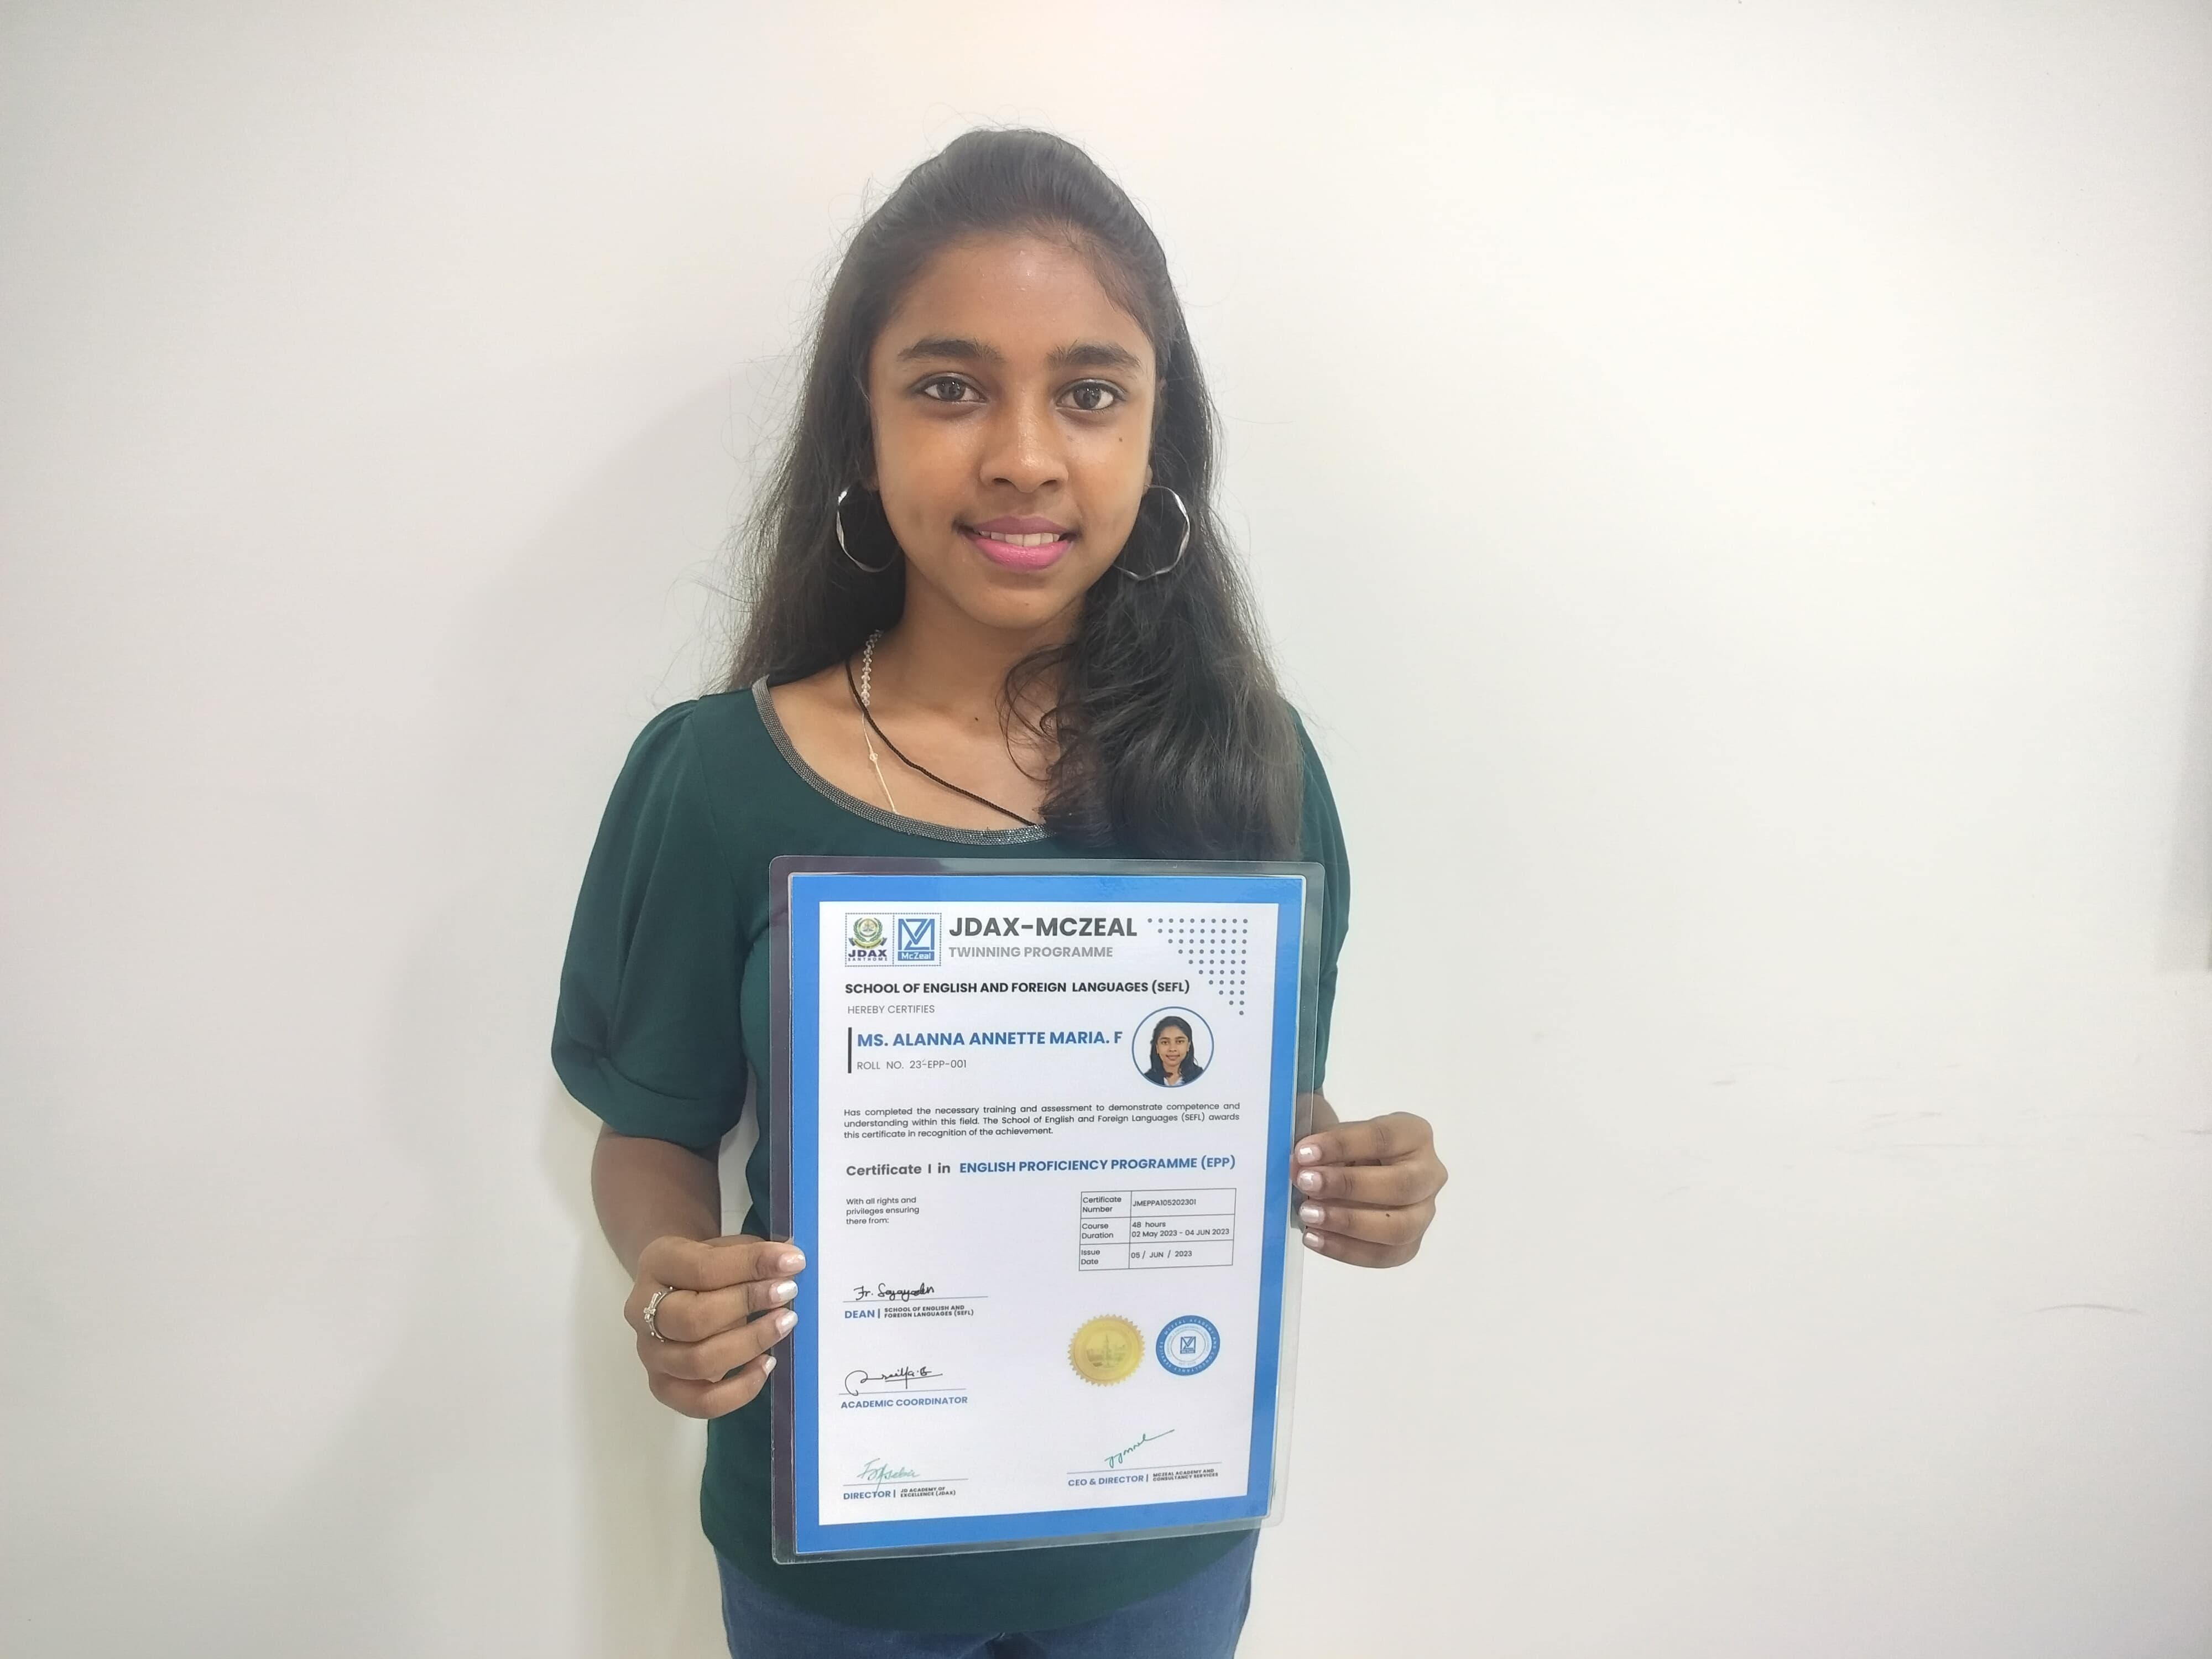 JDAX-MCZEAL
TWINNING PROGRAMME
JDAX
SANTHOME
McZeal
SCHOOL OF ENGLISH AND FOREIGN LANGUAGES (SEFL)
HEREBY CERTIFIES
MS. ALANNA ANNETTE MARIA. F
ROLL NO. 23-EPP-001
Has completed the necessary training and assessment to demonstrate competence and
understanding within this field. The School of English and Foreign Languages (SEFL) awards
this certificate in recognition of the achievement.
Certificate I in ENGLISH PROFICIENCY PROGRAMME (EPP)
With all rights and
privileges ensuring
there from:
Certificate
Number
JMEPPA105202301
Course
Duration
48 hours
02 May 2023 - 04 JUN 2023
Issue
Date
05 / JUN / 2023
Fr.
DEAN | SCHOOL OF ENGLISH AND
FOREIGN LANGUAGES (SEFL)
ACADEMIC COORDINATOR
DIRECTOR | JD ACADEMY OF
EXCELLENCE (JDAX)
CEO & DIRECTOR | MCZEAL ACADEMY AND
CONSULTANCY SERVICES